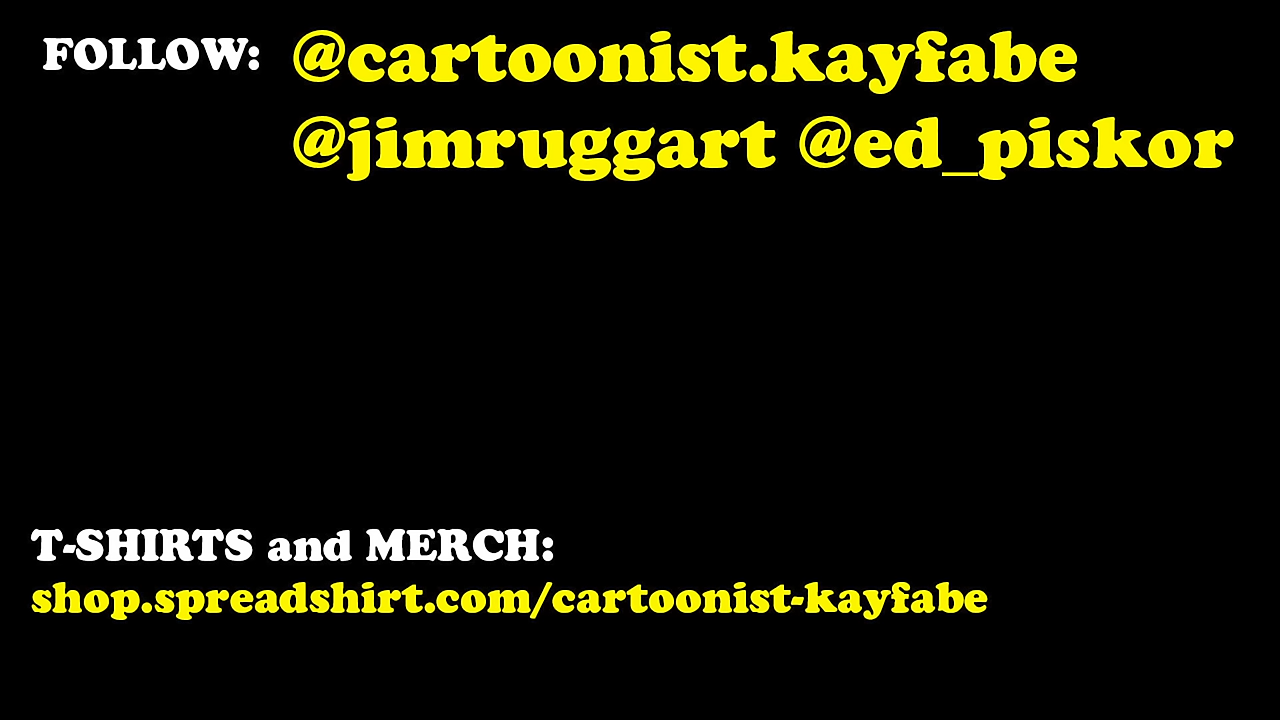 FOLLOW: @cartoonist.kayfabe
@jimruggart @ed_piskor
T-SHIRTS and MERCH:
shop.spreadshirt.com/cartoonist-kayfabe